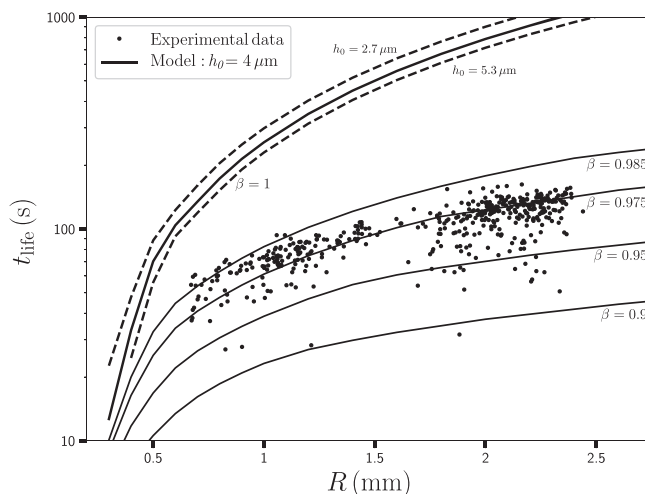 1000
Experimental data
Model : h₀ = 4 μm
h₀ = 2.7 μm
h₀ = 5.3 μm
β = 1
β = 0.985
β = 0.975
β = 0.95
β = 0.9
100
10
t_life (s)
0.5
1
1.5
2
2.5
R (mm)